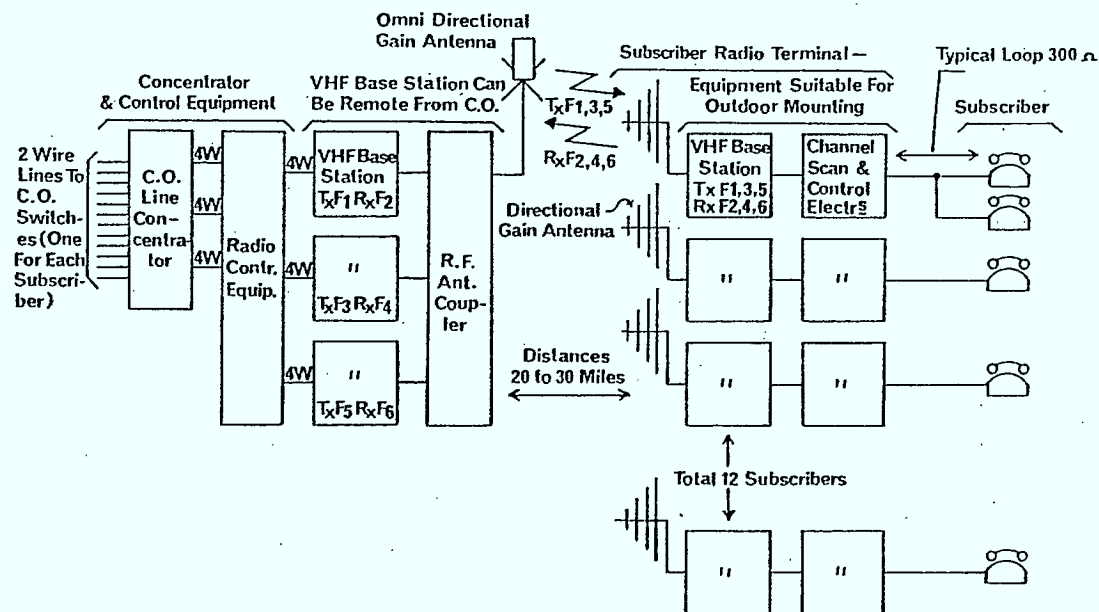 Omni Directional
Gain Antenna
Subscriber Radio Terminal—
Typical Loop 300 Ω
Concentrator
& Control Equipment
VHF Base Station Can
Be Remote From C.O.
Equipment Suitable For
Outdoor Mounting
Subscriber
TxF1,3,5
RxF2,4,6
2 Wire
Lines To
C.O.
Switch-
es (One
For Each
Subscri-
ber)
C.O.
Line
Con-
centra-
tor
4W
4W
4W
Radio
Contr.
Equip.
4W
4W
4W
VHF Base
Station
TxF1 RxF2
"
TxF3 RxF4
"
TxF5 RxF6
R.F.
Ant.
Coup-
ler
Directional
Gain Antenna
Distances
20 to 30 Miles
VHF Base
Station
Tx F1,3,5
Rx F2,4,6
Channel
Scan &
Control
Electrs
"
"
"
"
Total 12 Subscribers
"
"